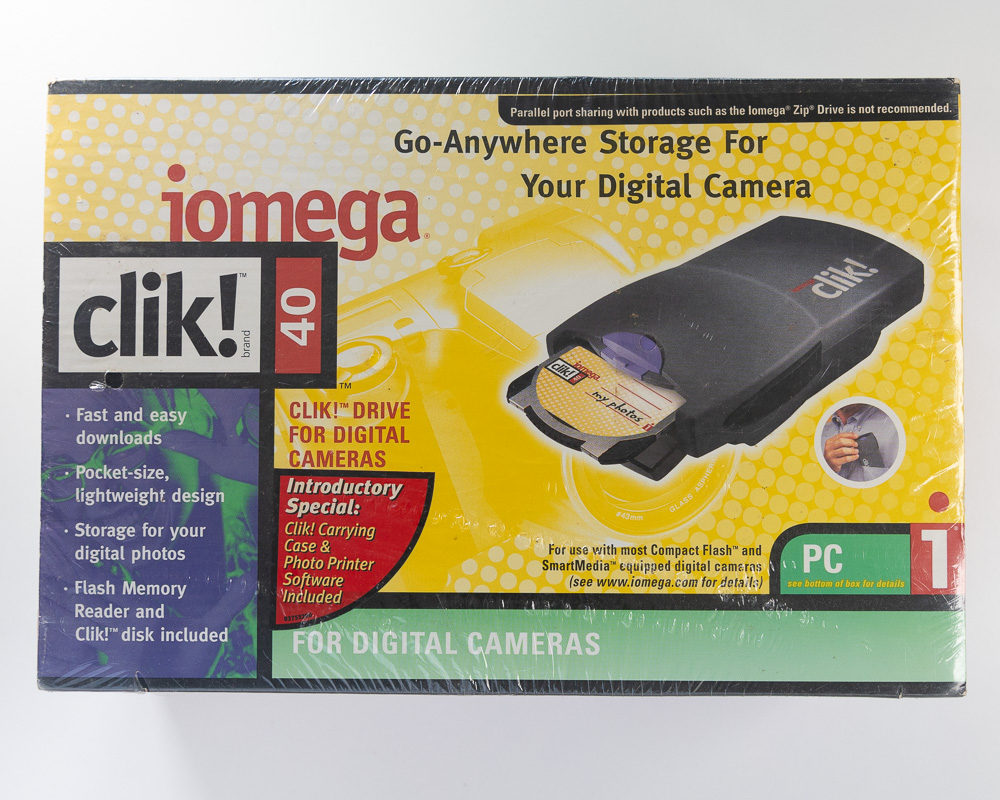 Parallel port sharing with products such as the Iomega® Zip® Drive is not recommended.
Go-Anywhere Storage For
Your Digital Camera
iomega®
clik!™
brand
40
™
clik!
clik!
iomega
my photos
· Fast and easy
downloads
· Pocket-size,
lightweight design
· Storage for your
digital photos
· Flash Memory
Reader and
Clik!™ disk included
CLIK!™ DRIVE
FOR DIGITAL
CAMERAS
Introductory
Special:
Clik! Carrying
Case &
Photo Printer
Software
Included
GLASS ASPHER
ø43mm
For use with most Compact Flash™ and
SmartMedia™ equipped digital cameras
(see www.iomega.com for details)
PC
see bottom of box for details
1
FOR DIGITAL CAMERAS